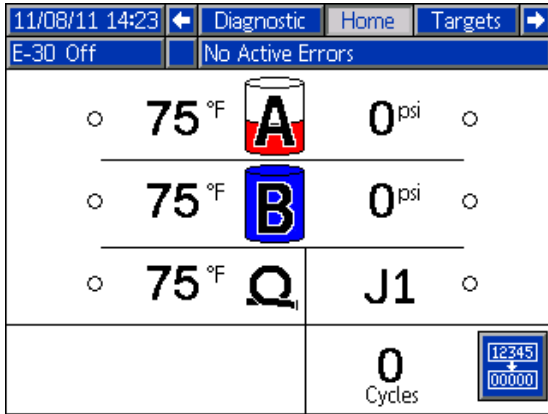 11/08/11 14:23 Diagnostic Home Targets
E-30 Off No Active Errors
75 °F A 0 psi
75 °F B 0 psi
75 °F J1
0
Cycles
12345
00000